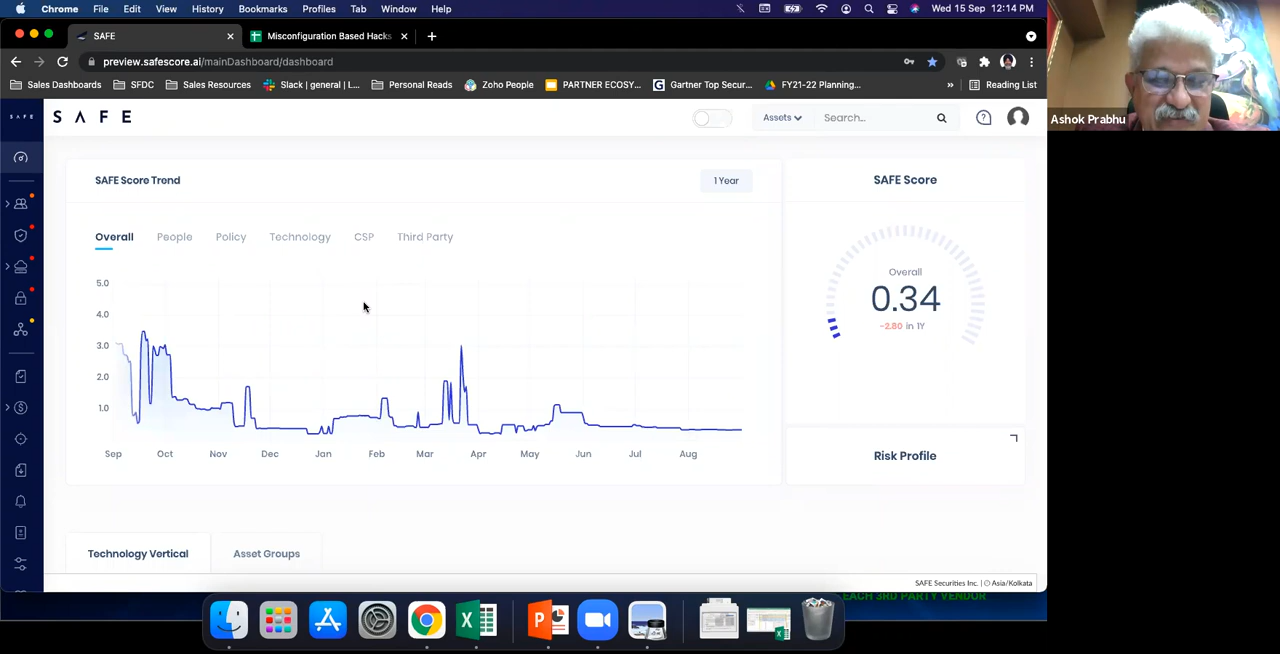 Chrome File Edit View History Bookmarks Profiles Tab Window Help Wed 15 Sep 12:14 PM
SAFE Misconfiguration Based Hacks
preview.safescore.ai/mainDashboard/dashboard
Sales Dashboards SFDC Sales Resources Slack | general | L... Personal Reads Zoho People PARTNER ECOSY... Gartner Top Secur... FY21-22 Planning... » Reading List
Ashok Prabhu
SAFE
S A F E
Assets Search...
SAFE Score Trend
1 Year
Overall People Policy Technology CSP Third Party
5.0
4.0
3.0
2.0
1.0
Sep Oct Nov Dec Jan Feb Mar Apr May Jun Jul Aug
SAFE Score
Overall
0.34
-2.80 in 1Y
Risk Profile
Technology Vertical Asset Groups
SAFE Securities Inc. | Asia/Kolkata
EACH 3RD PARTY VENDOR